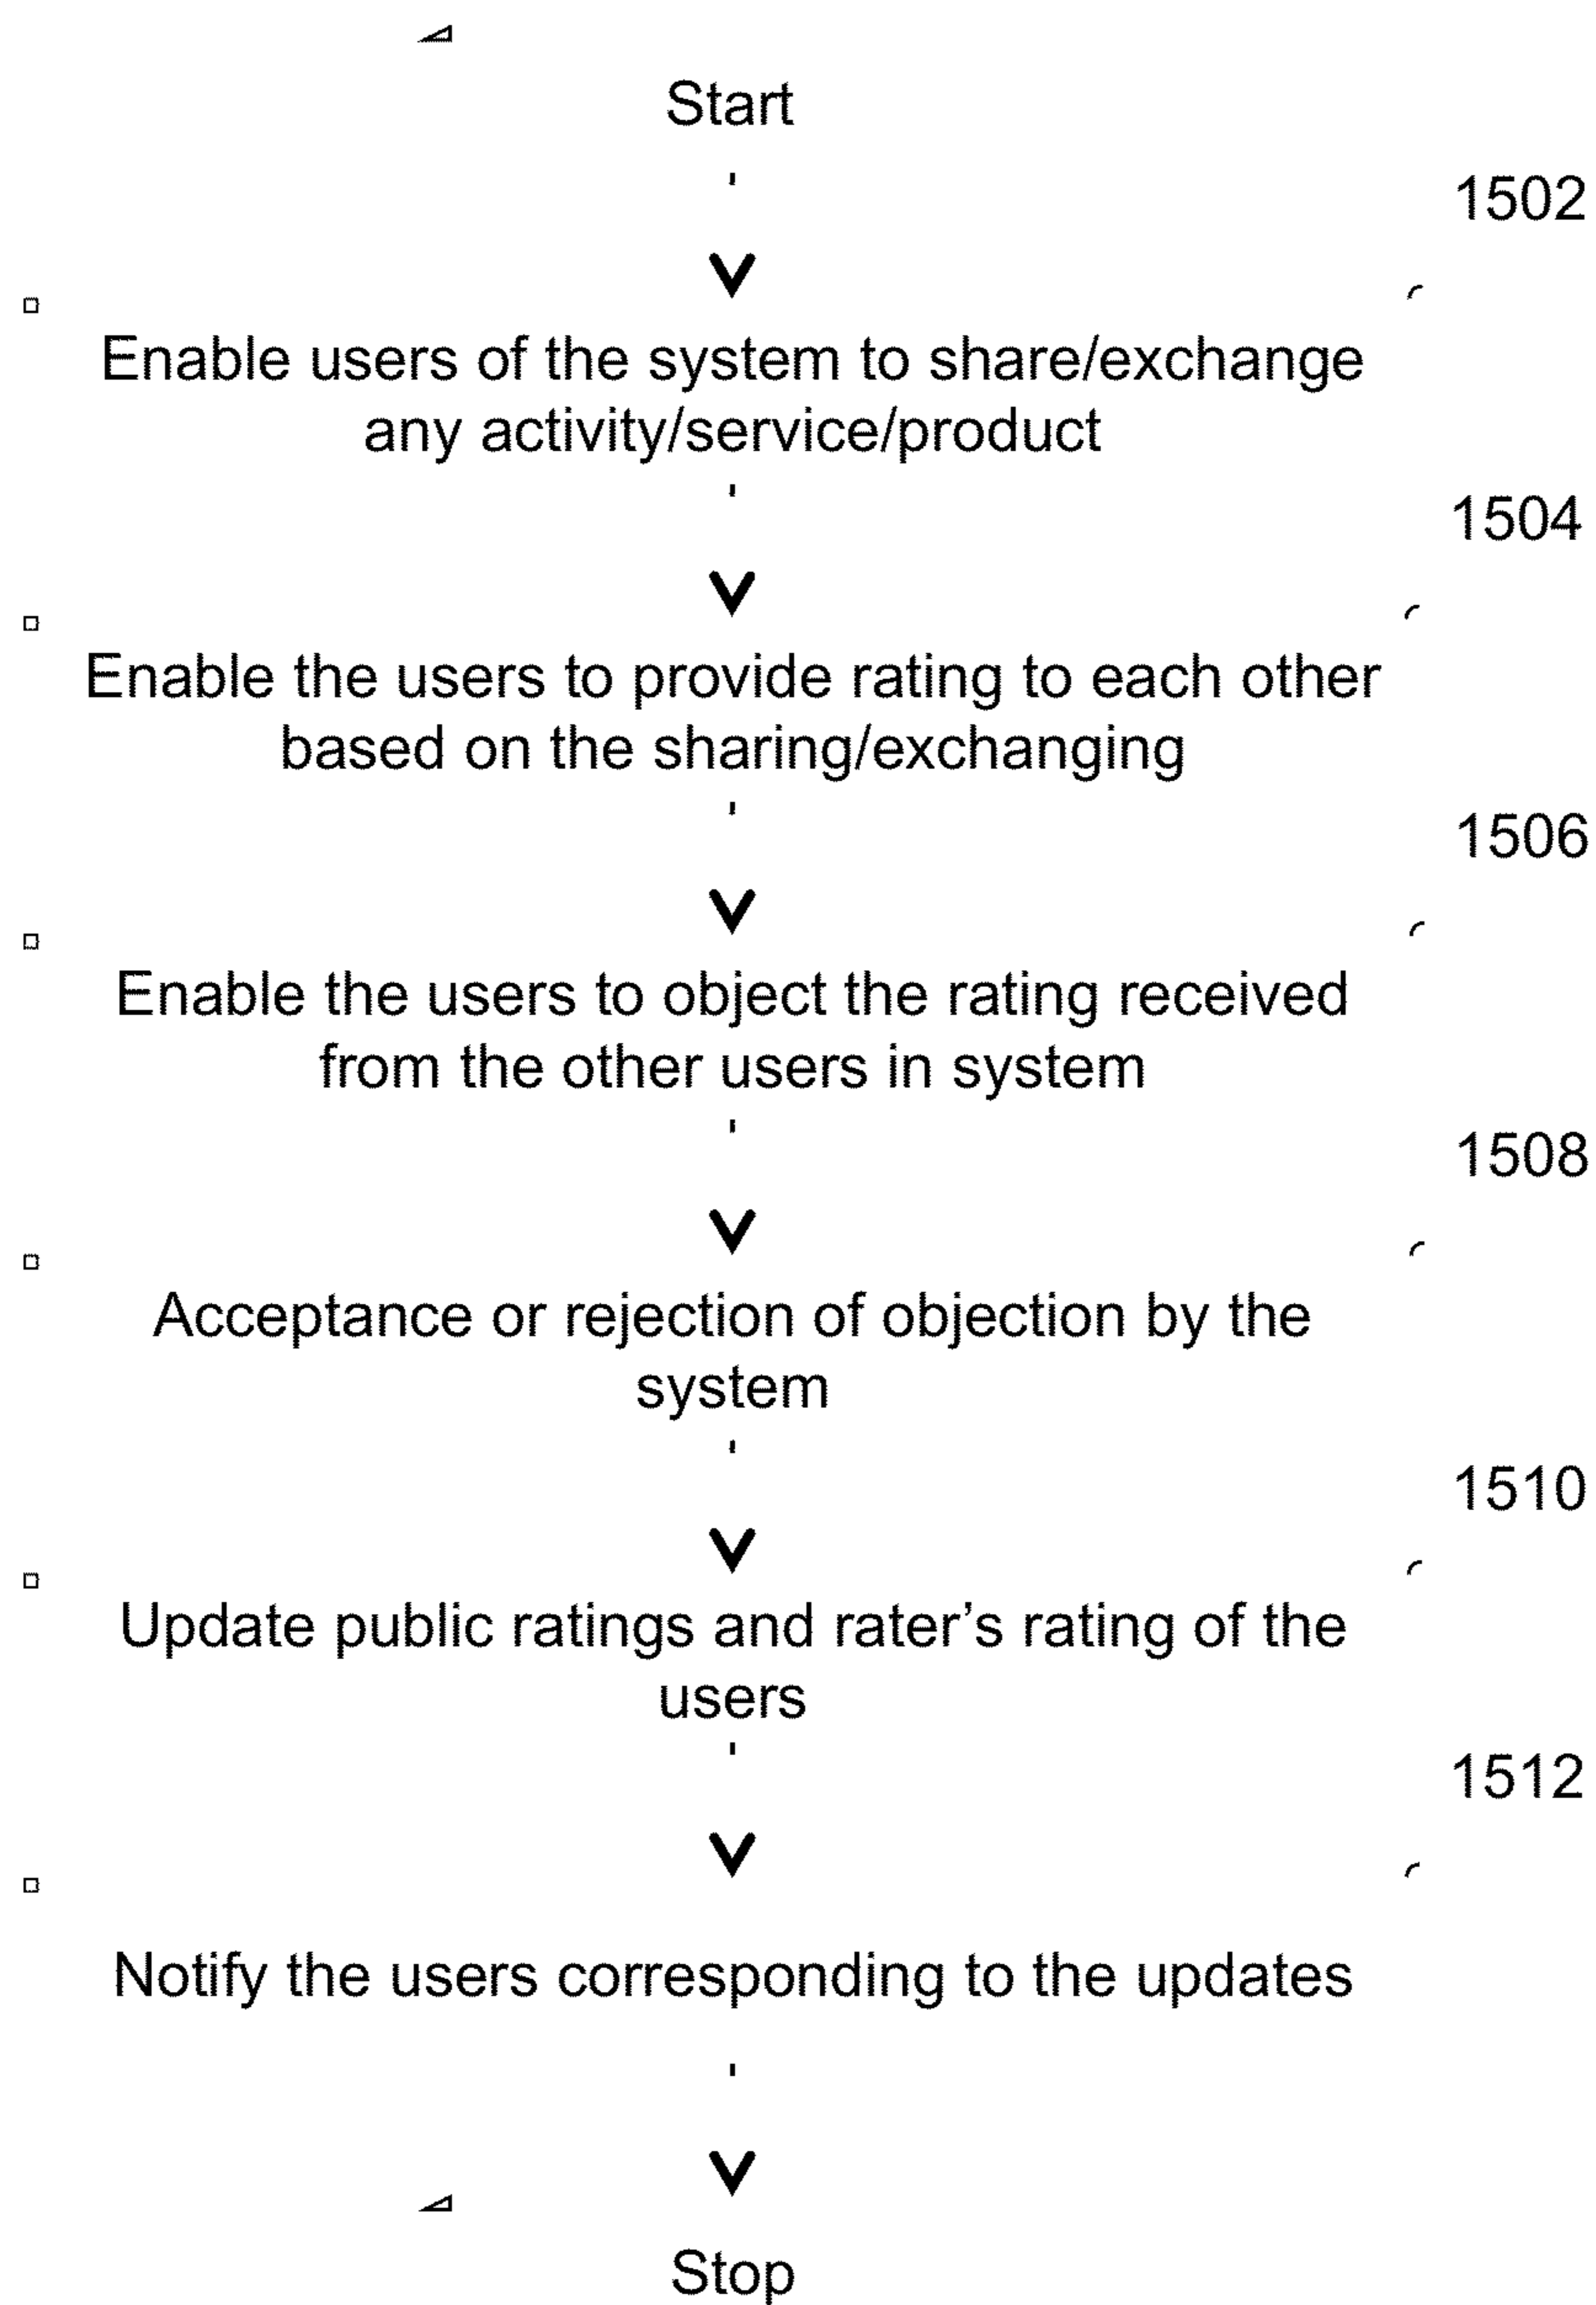 Start
1502
Enable users of the system to share/exchange
any activity/service/product
1504
Enable the users to provide rating to each other
based on the sharing/exchanging
1506
Enable the users to object the rating received
from the other users in system
1508
Acceptance or rejection of objection by the
system
1510
Update public ratings and rater’s rating of the
users
1512
Notify the users corresponding to the updates
Stop